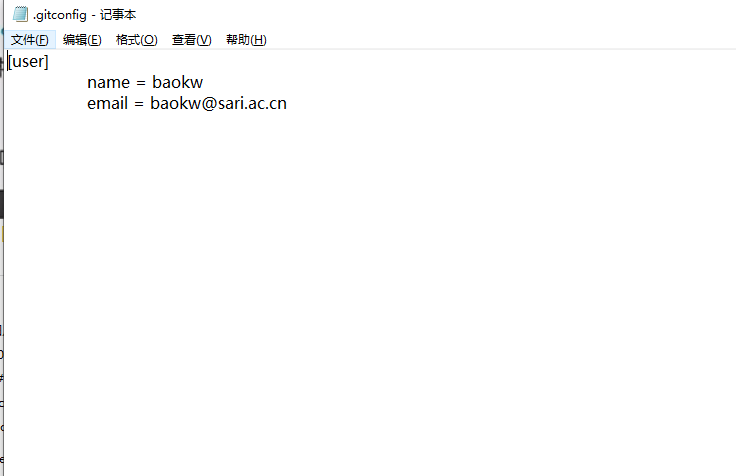 .gitconfig - 记事本
文件(F) 编辑(E) 格式(O) 查看(V) 帮助(H)
[user]
name = baokw
email = baokw@sari.ac.cn